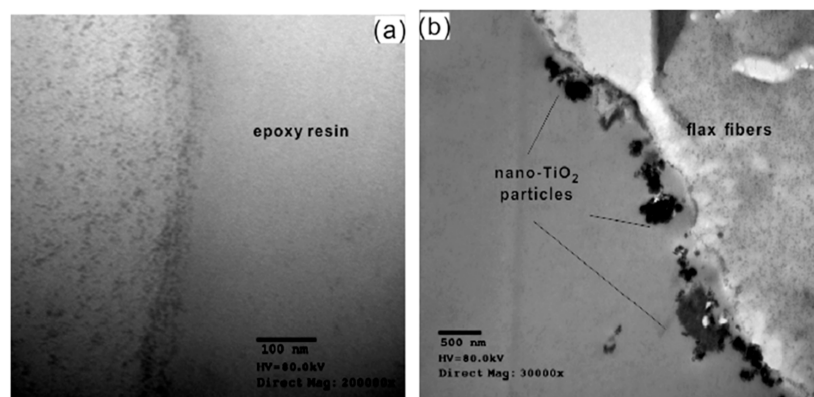 (a)
epoxy resin
100 nm
HV=80.0kV
Direct Mag: 200000x
(b)
flax fibers
nano-TiO₂
particles
500 nm
HV=80.0kV
Direct Mag: 30000x